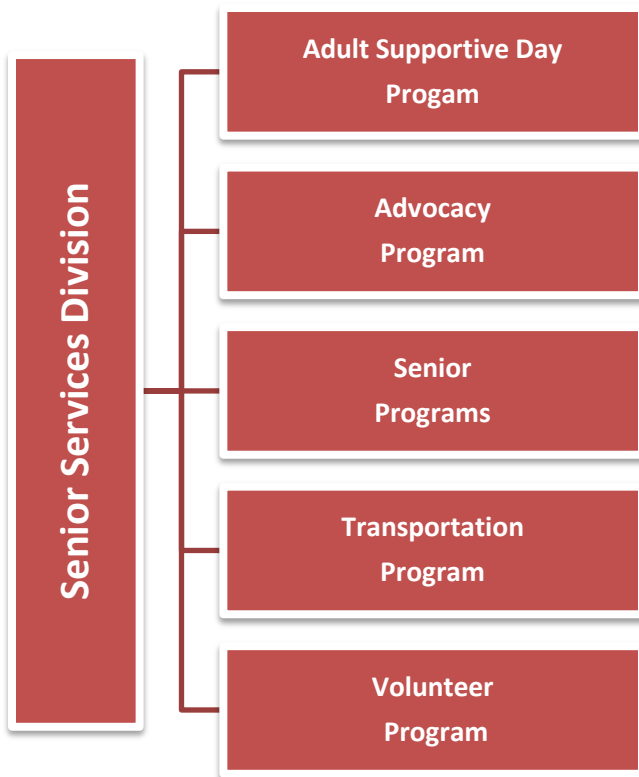 Senior Services Division
Adult Supportive Day
Progam
Advocacy
Program
Senior
Programs
Transportation
Program
Volunteer
Program